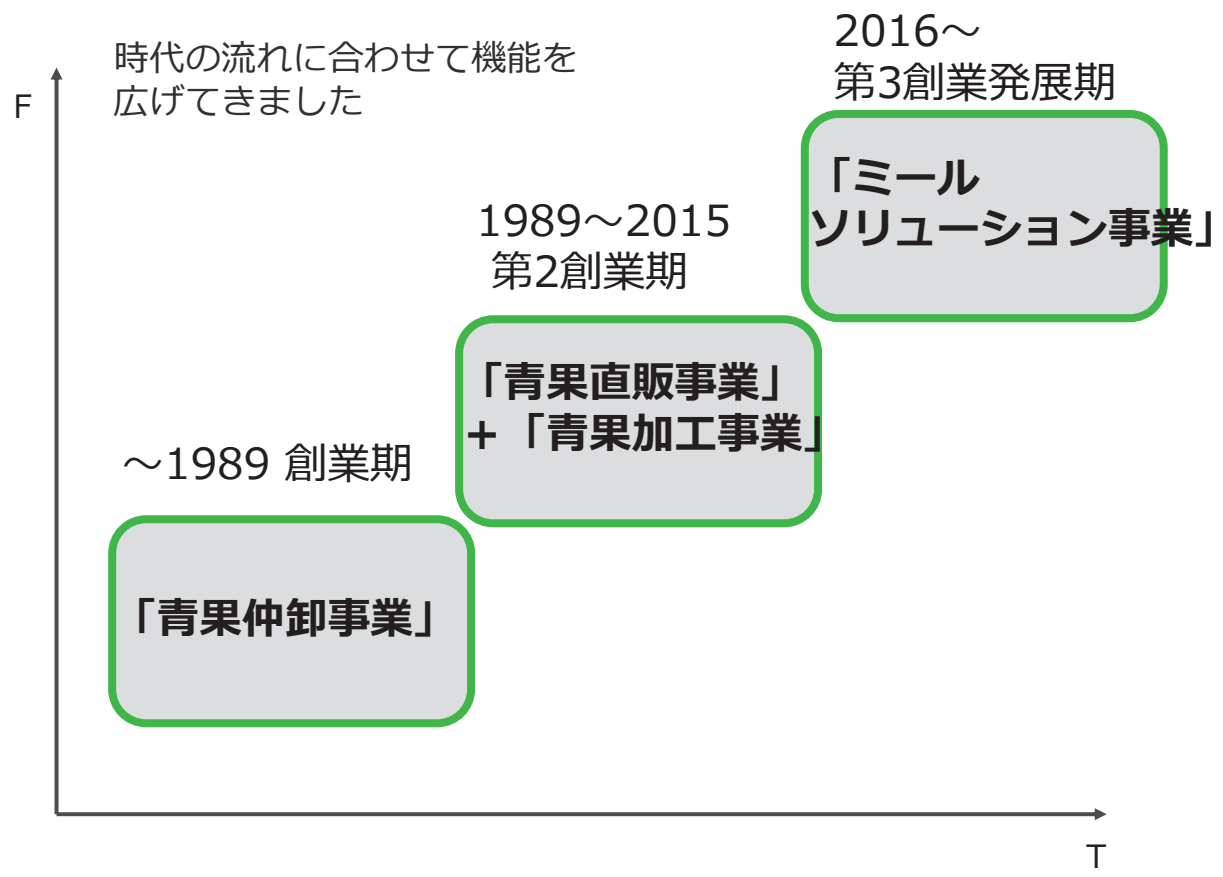 時代の流れに合わせて機能を
広げてきました
F
2016～
第3創業発展期
「ミール
ソリューション事業」
1989～2015
第2創業期
「青果直販事業」
+「青果加工事業」
～1989 創業期
「青果仲卸事業」
T